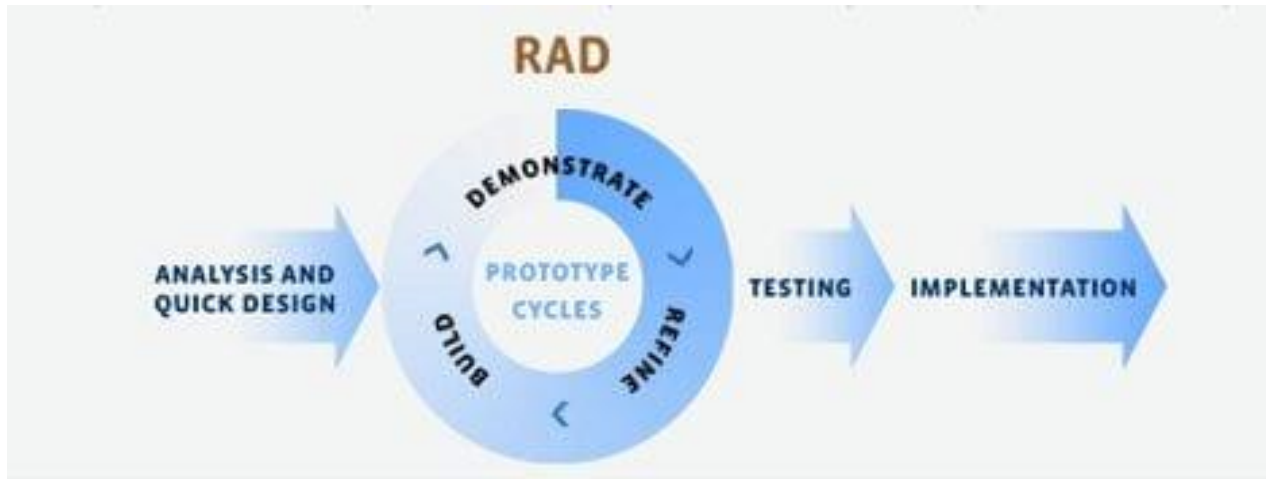 RAD
ANALYSIS AND
QUICK DESIGN
DEMONSTRATE
REFINE
BUILD
PROTOTYPE
CYCLES
TESTING
IMPLEMENTATION